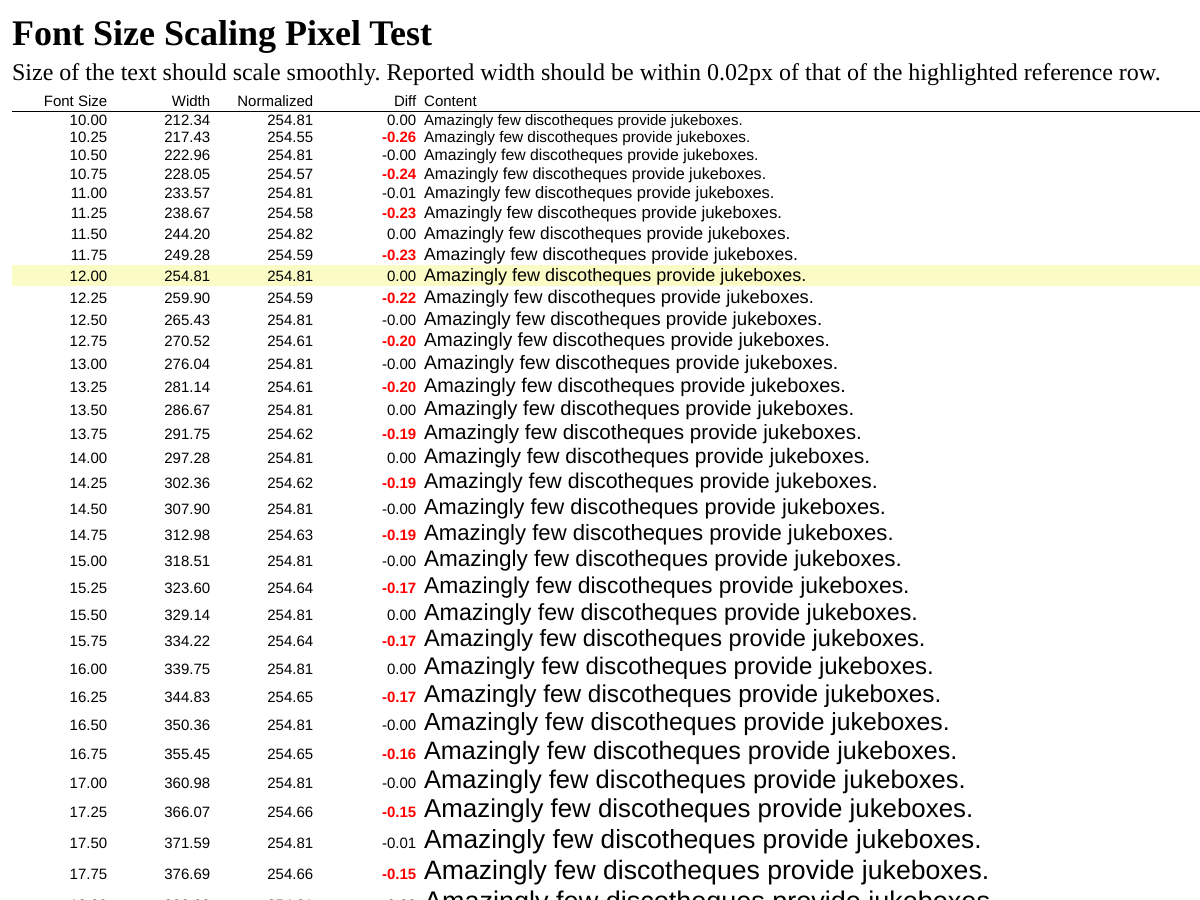 Font Size Scaling Pixel Test
Size of the text should scale smoothly. Reported width should be within 0.02px of that of the highlighted reference row.
Font Size Width Normalized Diff Content
10.00 212.34 254.81 0.00 Amazingly few discotheques provide jukeboxes.
10.25 217.43 254.55 -0.26 Amazingly few discotheques provide jukeboxes.
10.50 222.96 254.81 -0.00 Amazingly few discotheques provide jukeboxes.
10.75 228.05 254.57 -0.24 Amazingly few discotheques provide jukeboxes.
11.00 233.57 254.81 -0.01 Amazingly few discotheques provide jukeboxes.
11.25 238.67 254.58 -0.23 Amazingly few discotheques provide jukeboxes.
11.50 244.20 254.82 0.00 Amazingly few discotheques provide jukeboxes.
11.75 249.28 254.59 -0.23 Amazingly few discotheques provide jukeboxes.
12.00 254.81 254.81 0.00 Amazingly few discotheques provide jukeboxes.
12.25 259.90 254.59 -0.22 Amazingly few discotheques provide jukeboxes.
12.50 265.43 254.81 -0.00 Amazingly few discotheques provide jukeboxes.
12.75 270.52 254.61 -0.20 Amazingly few discotheques provide jukeboxes.
13.00 276.04 254.81 -0.00 Amazingly few discotheques provide jukeboxes.
13.25 281.14 254.61 -0.20 Amazingly few discotheques provide jukeboxes.
13.50 286.67 254.81 0.00 Amazingly few discotheques provide jukeboxes.
13.75 291.75 254.62 -0.19 Amazingly few discotheques provide jukeboxes.
14.00 297.28 254.81 0.00 Amazingly few discotheques provide jukeboxes.
14.25 302.36 254.62 -0.19 Amazingly few discotheques provide jukeboxes.
14.50 307.90 254.81 -0.00 Amazingly few discotheques provide jukeboxes.
14.75 312.98 254.63 -0.19 Amazingly few discotheques provide jukeboxes.
15.00 318.51 254.81 -0.00 Amazingly few discotheques provide jukeboxes.
15.25 323.60 254.64 -0.17 Amazingly few discotheques provide jukeboxes.
15.50 329.14 254.81 0.00 Amazingly few discotheques provide jukeboxes.
15.75 334.22 254.64 -0.17 Amazingly few discotheques provide jukeboxes.
16.00 339.75 254.81 0.00 Amazingly few discotheques provide jukeboxes.
16.25 344.83 254.65 -0.17 Amazingly few discotheques provide jukeboxes.
16.50 350.36 254.81 -0.00 Amazingly few discotheques provide jukeboxes.
16.75 355.45 254.65 -0.16 Amazingly few discotheques provide jukeboxes.
17.00 360.98 254.81 -0.00 Amazingly few discotheques provide jukeboxes.
17.25 366.07 254.66 -0.15 Amazingly few discotheques provide jukeboxes.
17.50 371.59 254.81 -0.01 Amazingly few discotheques provide jukeboxes.
17.75 376.69 254.66 -0.15 Amazingly few discotheques provide jukeboxes.
Amazingly few discotheques provide jukeboxes.